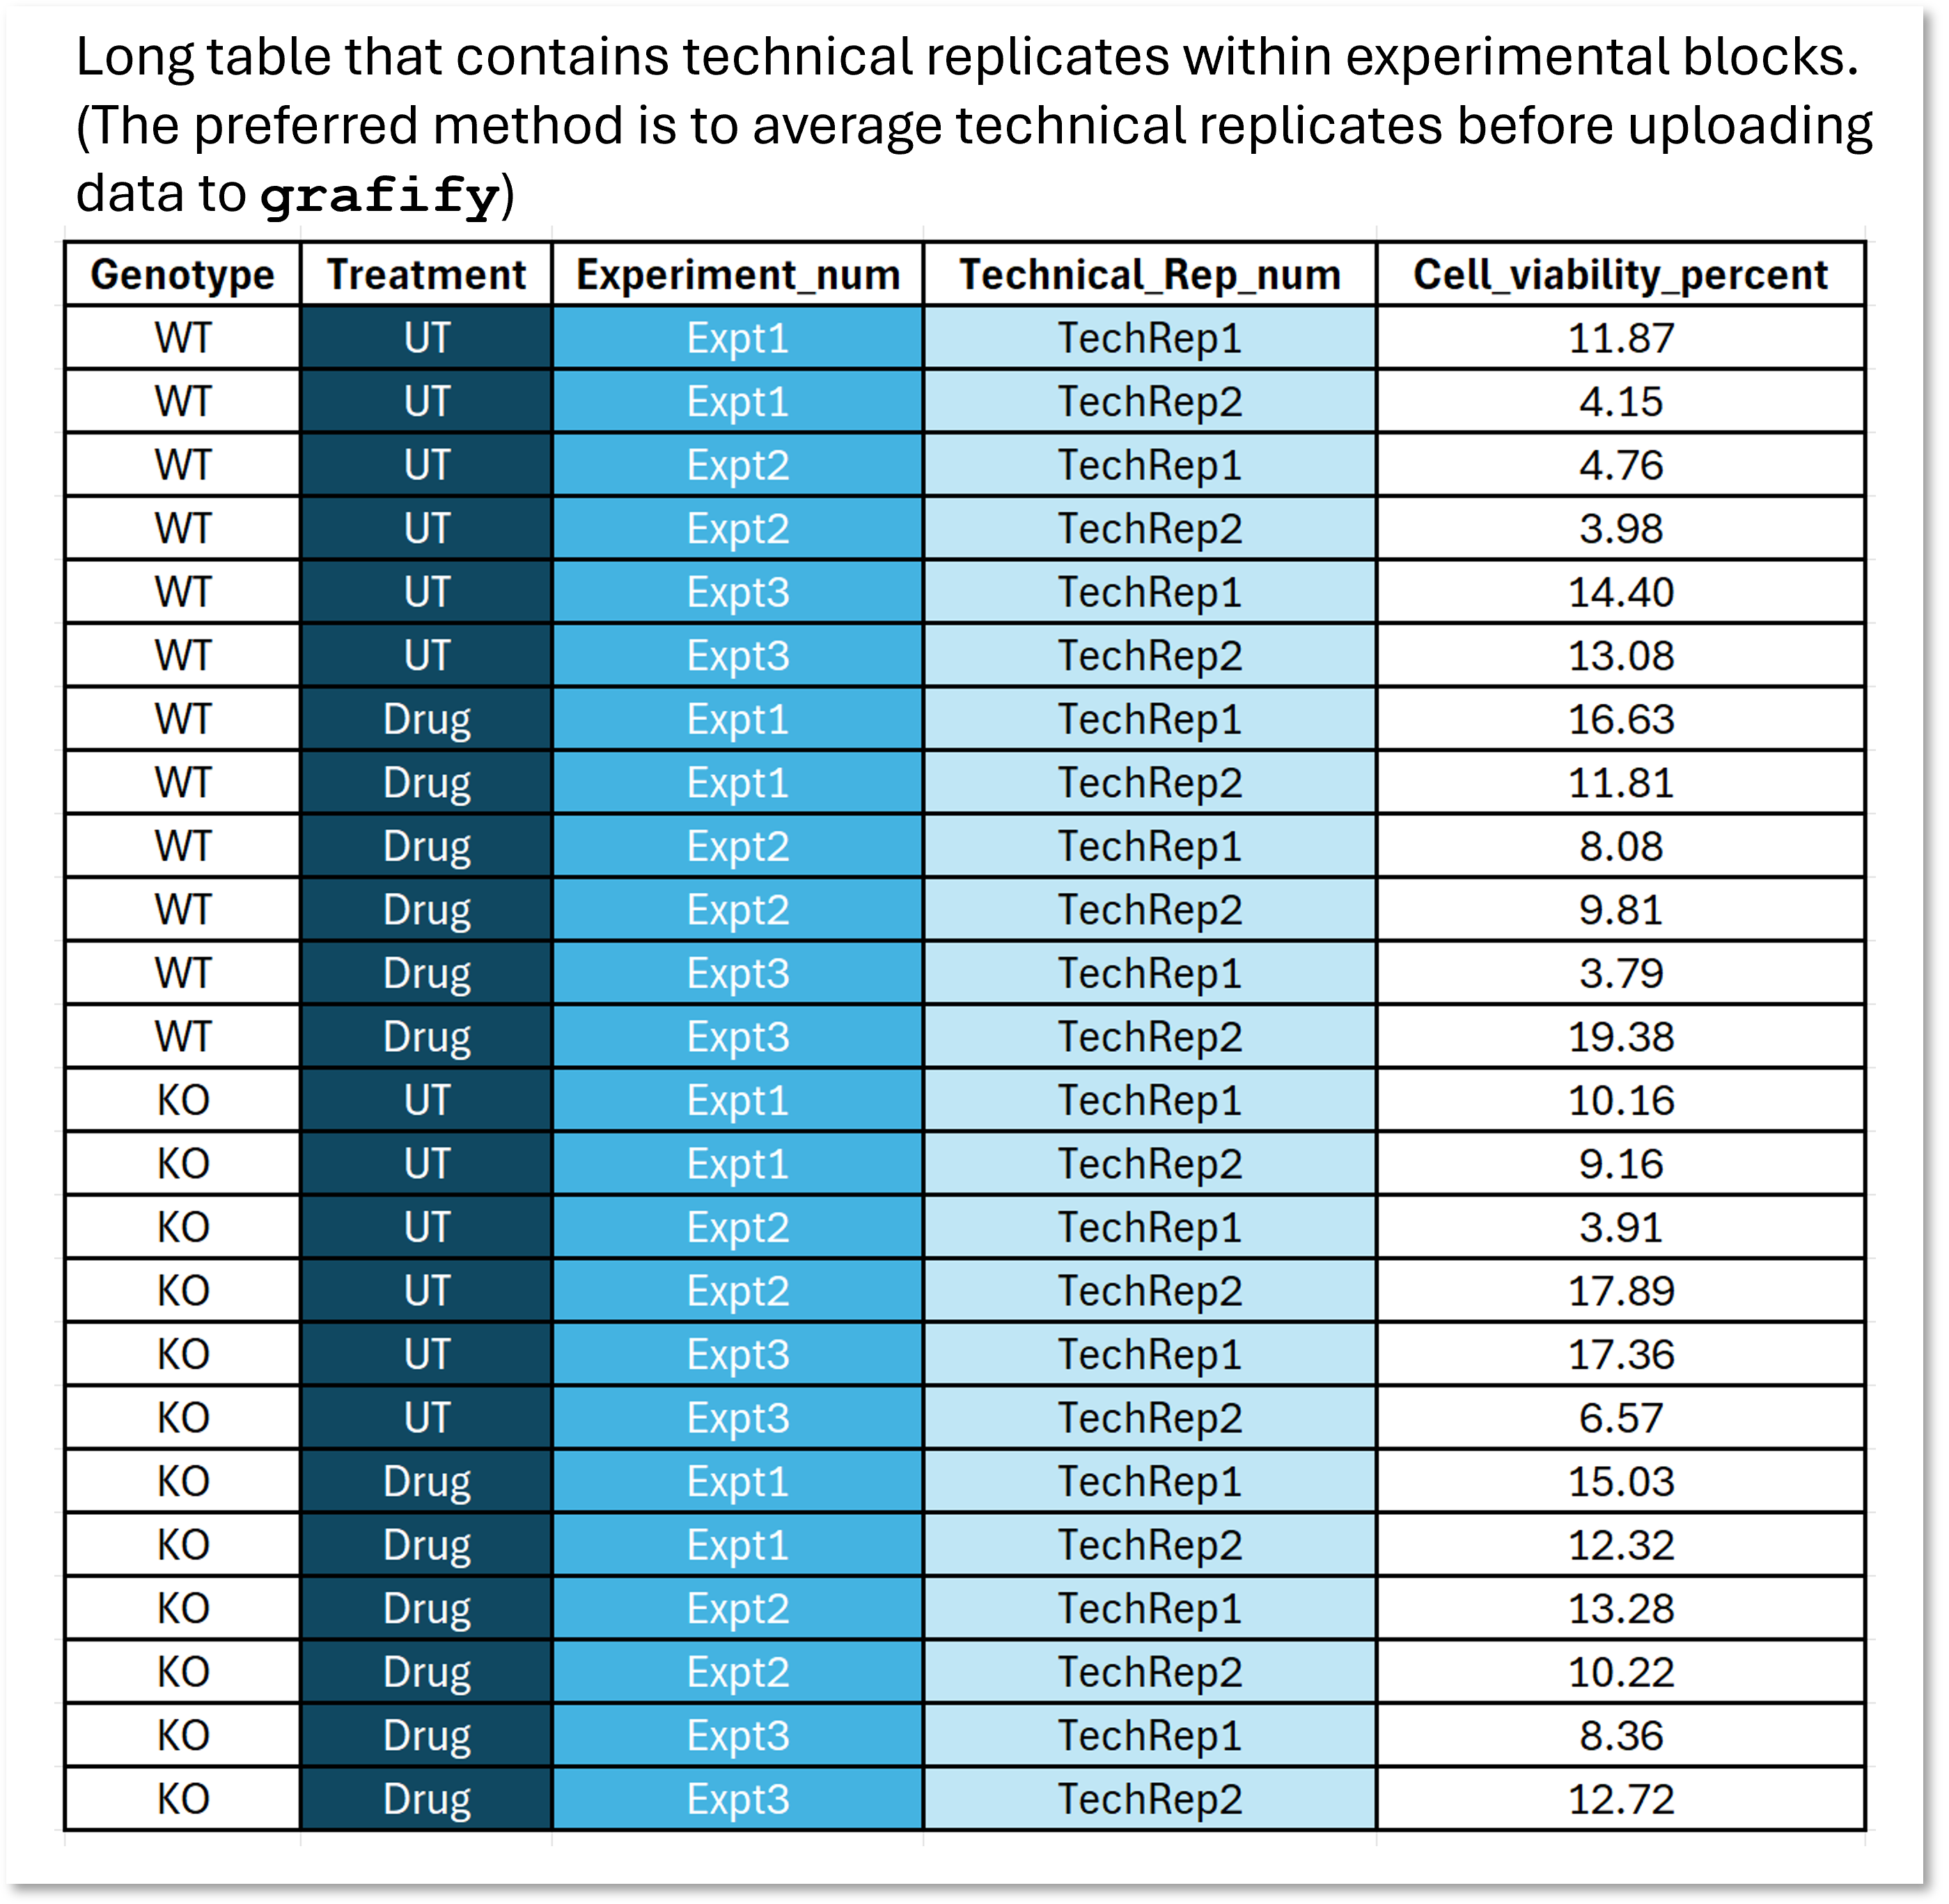 Long table that contains technical replicates within experimental blocks.
(The preferred method is to average technical replicates before uploading
data to grafify)
Genotype Treatment Experiment_num Technical_Rep_num Cell_viability_percent
WT UT Expt1 TechRep1 11.87
WT UT Expt1 TechRep2 4.15
WT UT Expt2 TechRep1 4.76
WT UT Expt2 TechRep2 3.98
WT UT Expt3 TechRep1 14.40
WT UT Expt3 TechRep2 13.08
WT Drug Expt1 TechRep1 16.63
WT Drug Expt1 TechRep2 11.81
WT Drug Expt2 TechRep1 8.08
WT Drug Expt2 TechRep2 9.81
WT Drug Expt3 TechRep1 3.79
WT Drug Expt3 TechRep2 19.38
KO UT Expt1 TechRep1 10.16
KO UT Expt1 TechRep2 9.16
KO UT Expt2 TechRep1 3.91
KO UT Expt2 TechRep2 17.89
KO UT Expt3 TechRep1 17.36
KO UT Expt3 TechRep2 6.57
KO Drug Expt1 TechRep1 15.03
KO Drug Expt1 TechRep2 12.32
KO Drug Expt2 TechRep1 13.28
KO Drug Expt2 TechRep2 10.22
KO Drug Expt3 TechRep1 8.36
KO Drug Expt3 TechRep2 12.72